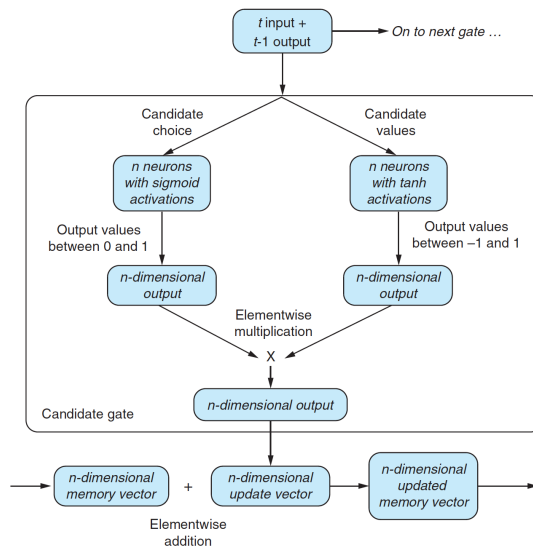 t input +
t-1 output
On to next gate …
Candidate
choice
Candidate
values
n neurons
with sigmoid
activations
n neurons
with tanh
activations
Output values
between 0 and 1
Output values
between –1 and 1
n-dimensional
output
n-dimensional
output
Elementwise
multiplication
X
n-dimensional output
Candidate gate
n-dimensional
memory vector
+
n-dimensional
update vector
n-dimensional
updated
memory vector
Elementwise
addition